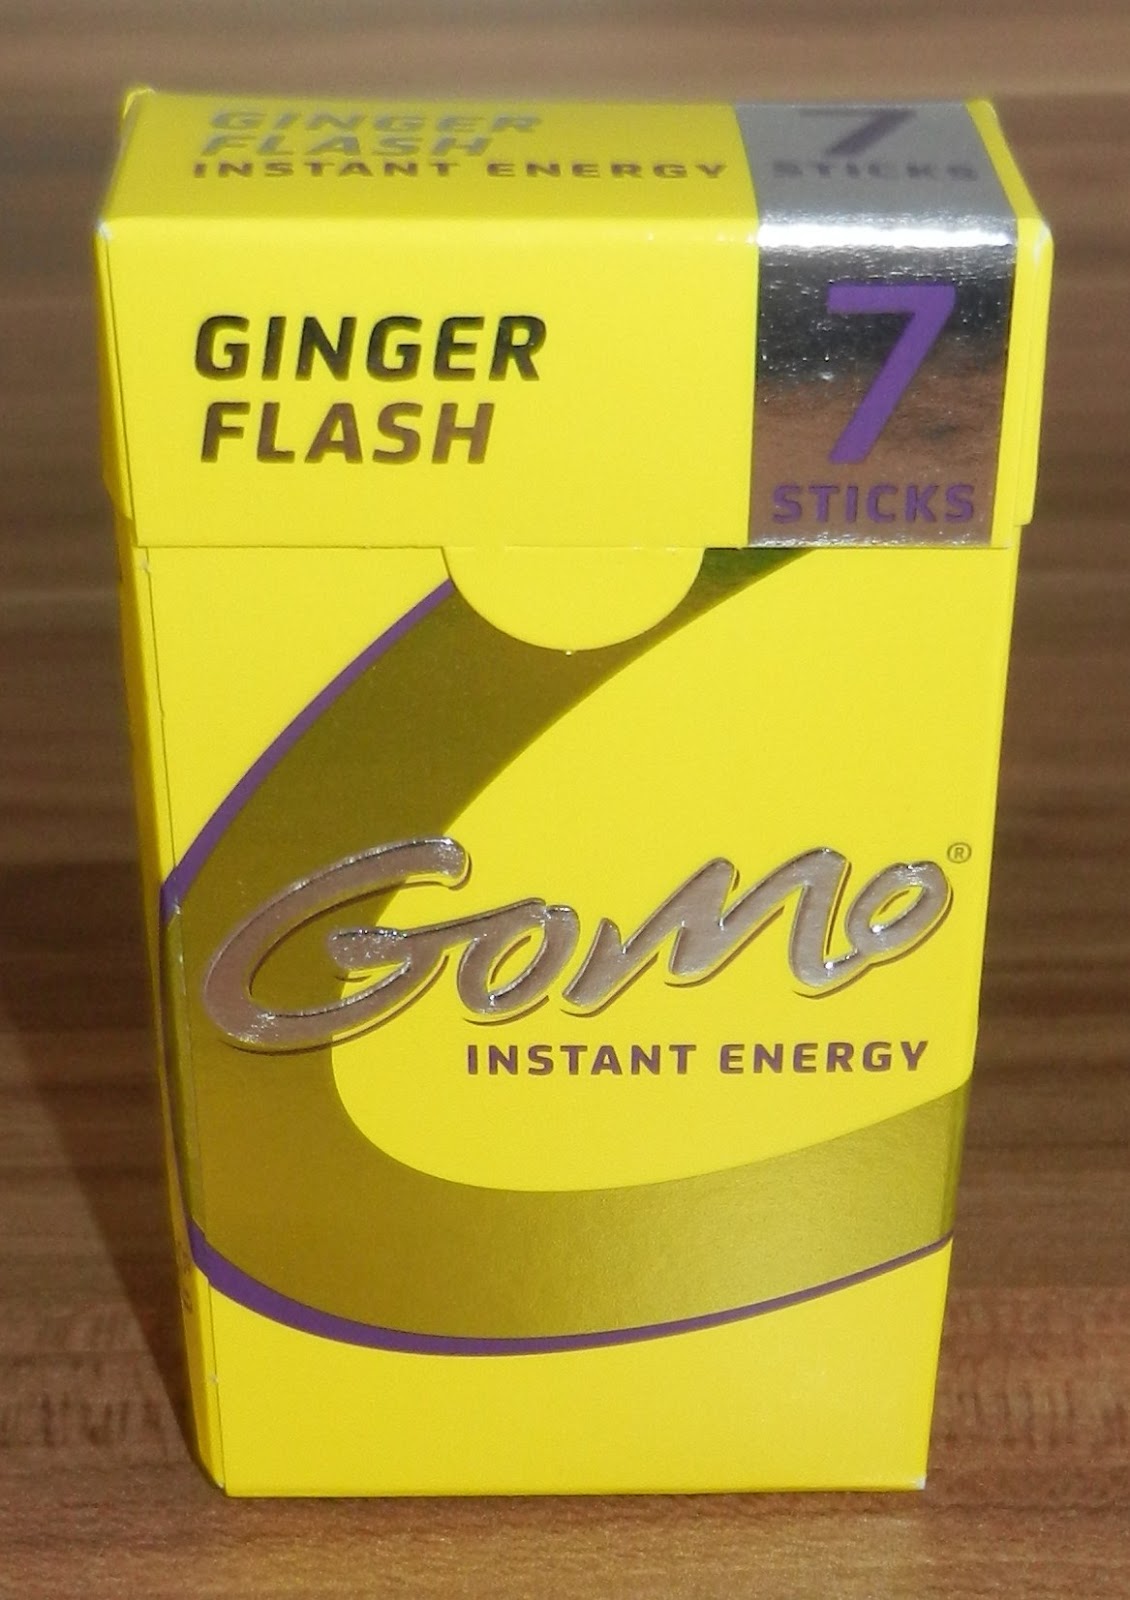 GINGER
FLASH
INSTANT ENERGY
7
STICKS
GINGER
FLASH
7
STICKS
GoMo®
INSTANT ENERGY